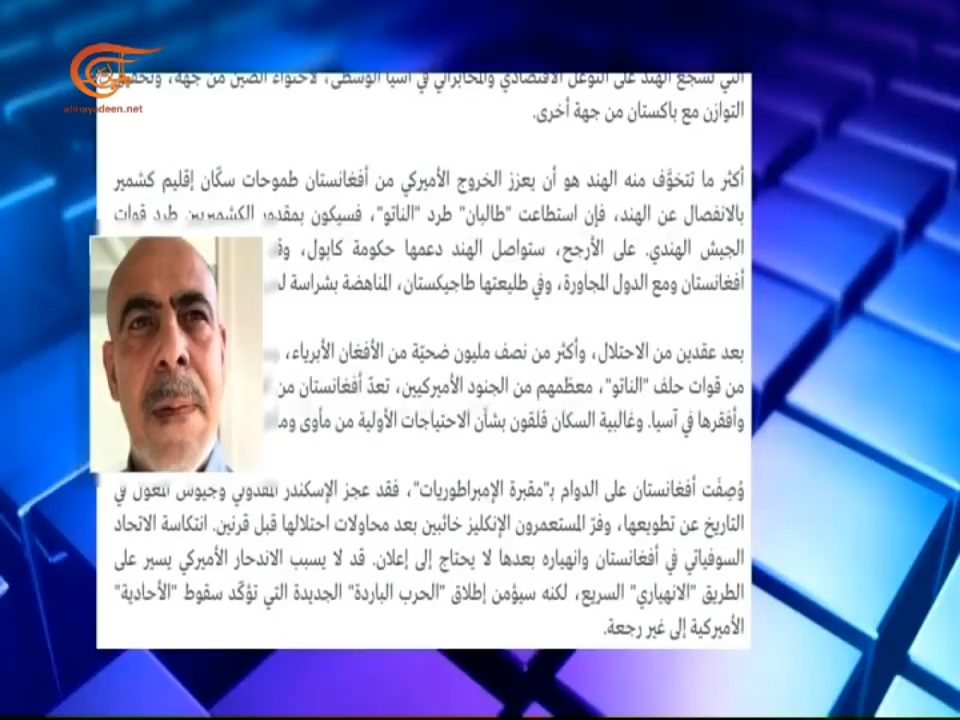 الميادين
almayadeen.net
التي تشجع الهند على التوغل الاقتصادي والمخابراتي في آسيا الوسطى، لاحتواء الصين من جهة،
التوازن مع باكستان من جهة أخرى.
أكثر ما تتخوَّف منه الهند هو أن يعزز الخروج الأميركي من أفغانستان طموحات سكّان إقليم كشمير
بالانفصال عن الهند، فإن استطاعت "طالبان" طرد "الناتو"، فسيكون بمقدور الكشميريين طرد قوات
الجيش الهندي. على الأرجح، ستواصل الهند دعمها حكومة كابول،
أفغانستان ومع الدول المجاورة، وفي طليعتها طاجيكستان، المناهضة بشراسة
بعد عقدين من الاحتلال، وأكثر من نصف مليون ضحيّة من الأفغان الأبرياء،
من قوات حلف "الناتو"، معظمهم من الجنود الأميركيين، تعدّ أفغانستان من
وأفقرها في آسيا. وغالبية السكان قلقون بشأن الاحتياجات الأولية من مأوى
وُصِفَت أفغانستان على الدوام بـ"مقبرة الإمبراطوريات"، فقد عجز الإسكندر المقدوني وجيوش المغول في
التاريخ عن تطويعها، وفرّ المستعمرون الإنكليز خائبين بعد محاولات احتلالها قبل قرنين. انتكاسة الاتحاد
السوفياتي في أفغانستان وانهياره بعدها لا يحتاج إلى إعلان. قد لا يسبب الاندحار الأميركي يسير على
الطريق "الانهياري" السريع، لكنه سيؤمن إطلاق "الحرب الباردة" الجديدة التي تؤكّد سقوط "الأحادية"
الأميركية إلى غير رجعة.